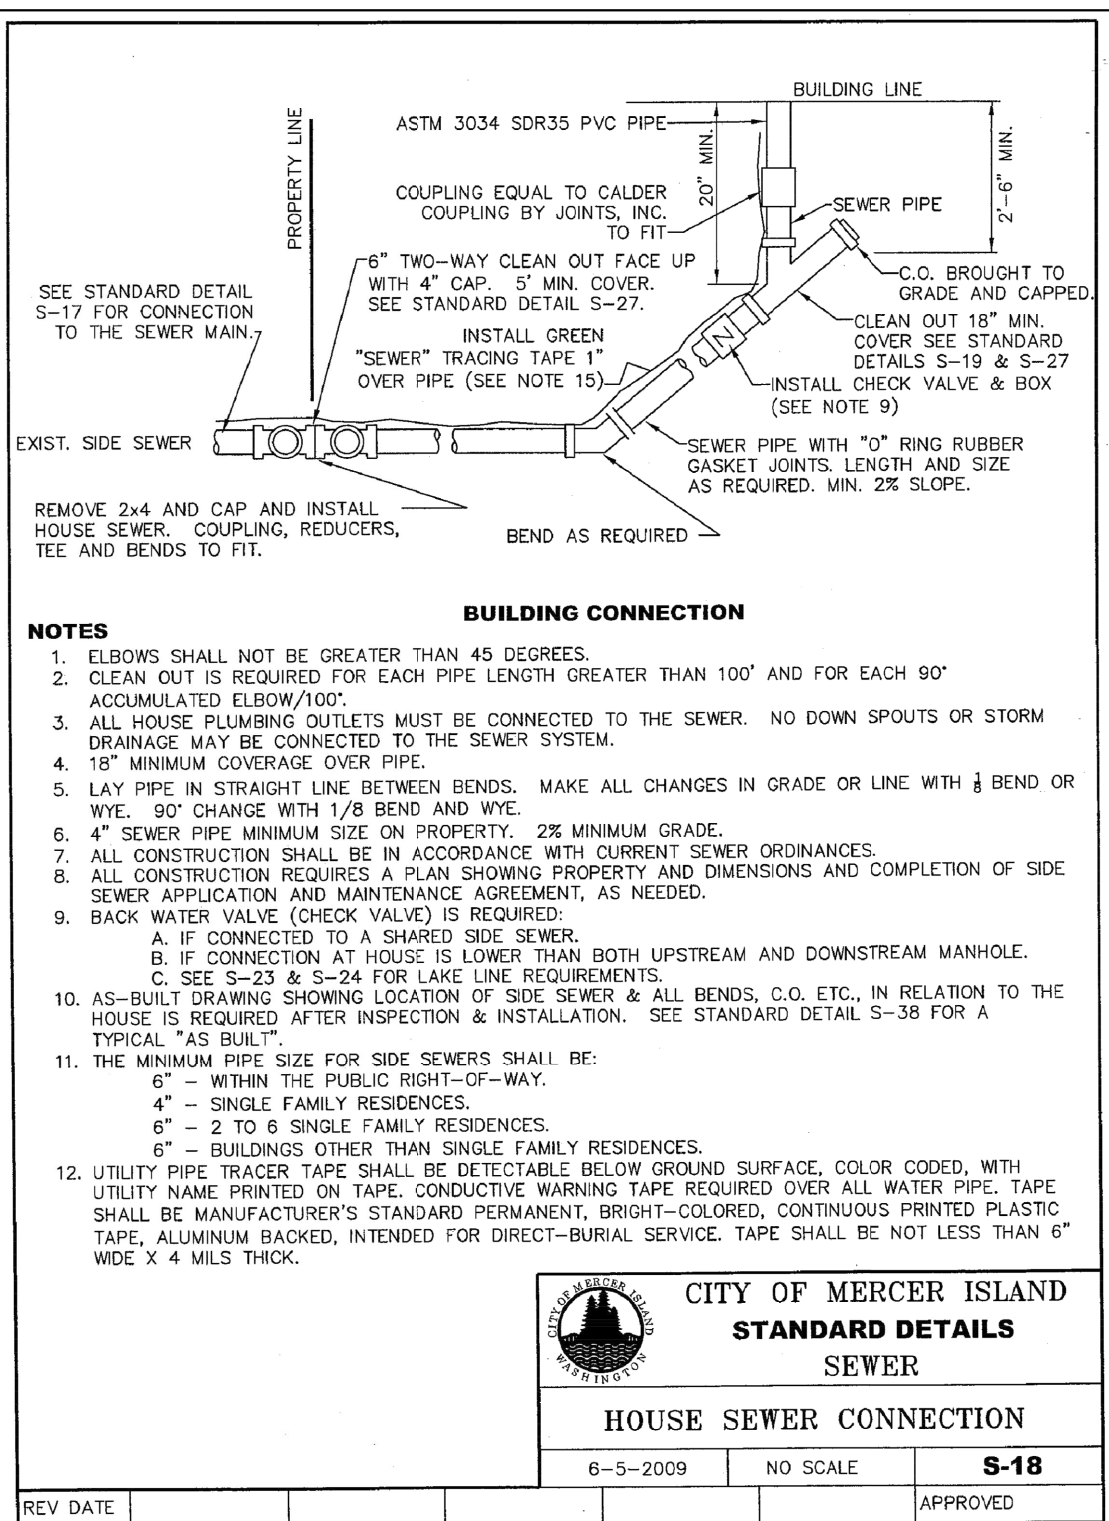 BUILDING LINE
PROPERTY LINE
ASTM 3034 SDR35 PVC PIPE
20" MIN.
2'-6" MIN.
COUPLING EQUAL TO CALDER
COUPLING BY JOINTS, INC.
TO FIT
SEWER PIPE
6" TWO-WAY CLEAN OUT FACE UP
WITH 4" CAP. 5' MIN. COVER.
SEE STANDARD DETAIL S-27.
C.O. BROUGHT TO
GRADE AND CAPPED.
SEE STANDARD DETAIL
S-17 FOR CONNECTION
TO THE SEWER MAIN.
CLEAN OUT 18" MIN.
COVER SEE STANDARD
DETAILS S-19 & S-27
INSTALL GREEN
"SEWER" TRACING TAPE 1"
OVER PIPE (SEE NOTE 15)
N
INSTALL CHECK VALVE & BOX
(SEE NOTE 9)
EXIST. SIDE SEWER
SEWER PIPE WITH "O" RING RUBBER
GASKET JOINTS. LENGTH AND SIZE
AS REQUIRED. MIN. 2% SLOPE.
REMOVE 2x4 AND CAP AND INSTALL
HOUSE SEWER. COUPLING, REDUCERS,
TEE AND BENDS TO FIT.
BEND AS REQUIRED
BUILDING CONNECTION
NOTES
1. ELBOWS SHALL NOT BE GREATER THAN 45 DEGREES.
2. CLEAN OUT IS REQUIRED FOR EACH PIPE LENGTH GREATER THAN 100' AND FOR EACH 90°
ACCUMULATED ELBOW/100°.
3. ALL HOUSE PLUMBING OUTLETS MUST BE CONNECTED TO THE SEWER. NO DOWN SPOUTS OR STORM
DRAINAGE MAY BE CONNECTED TO THE SEWER SYSTEM.
4. 18" MINIMUM COVERAGE OVER PIPE.
5. LAY PIPE IN STRAIGHT LINE BETWEEN BENDS. MAKE ALL CHANGES IN GRADE OR LINE WITH 1/8 BEND OR
WYE. 90° CHANGE WITH 1/8 BEND AND WYE.
6. 4" SEWER PIPE MINIMUM SIZE ON PROPERTY. 2% MINIMUM GRADE.
7. ALL CONSTRUCTION SHALL BE IN ACCORDANCE WITH CURRENT SEWER ORDINANCES.
8. ALL CONSTRUCTION REQUIRES A PLAN SHOWING PROPERTY AND DIMENSIONS AND COMPLETION OF SIDE
SEWER APPLICATION AND MAINTENANCE AGREEMENT, AS NEEDED.
9. BACK WATER VALVE (CHECK VALVE) IS REQUIRED:
A. IF CONNECTED TO A SHARED SIDE SEWER.
B. IF CONNECTION AT HOUSE IS LOWER THAN BOTH UPSTREAM AND DOWNSTREAM MANHOLE.
C. SEE S-23 & S-24 FOR LAKE LINE REQUIREMENTS.
10. AS-BUILT DRAWING SHOWING LOCATION OF SIDE SEWER & ALL BENDS, C.O. ETC., IN RELATION TO THE
HOUSE IS REQUIRED AFTER INSPECTION & INSTALLATION. SEE STANDARD DETAIL S-38 FOR A
TYPICAL "AS BUILT".
11. THE MINIMUM PIPE SIZE FOR SIDE SEWERS SHALL BE:
6" - WITHIN THE PUBLIC RIGHT-OF-WAY.
4" - SINGLE FAMILY RESIDENCES.
6" - 2 TO 6 SINGLE FAMILY RESIDENCES.
6" - BUILDINGS OTHER THAN SINGLE FAMILY RESIDENCES.
12. UTILITY PIPE TRACER TAPE SHALL BE DETECTABLE BELOW GROUND SURFACE, COLOR CODED, WITH
UTILITY NAME PRINTED ON TAPE. CONDUCTIVE WARNING TAPE REQUIRED OVER ALL WATER PIPE. TAPE
SHALL BE MANUFACTURER'S STANDARD PERMANENT, BRIGHT-COLORED, CONTINUOUS PRINTED PLASTIC
TAPE, ALUMINUM BACKED, INTENDED FOR DIRECT-BURIAL SERVICE. TAPE SHALL BE NOT LESS THAN 6"
WIDE X 4 MILS THICK.
CITY OF MERCER ISLAND
WASHINGTON
CITY OF MERCER ISLAND
STANDARD DETAILS
SEWER
HOUSE SEWER CONNECTION
6-5-2009
NO SCALE
S-18
REV DATE
APPROVED